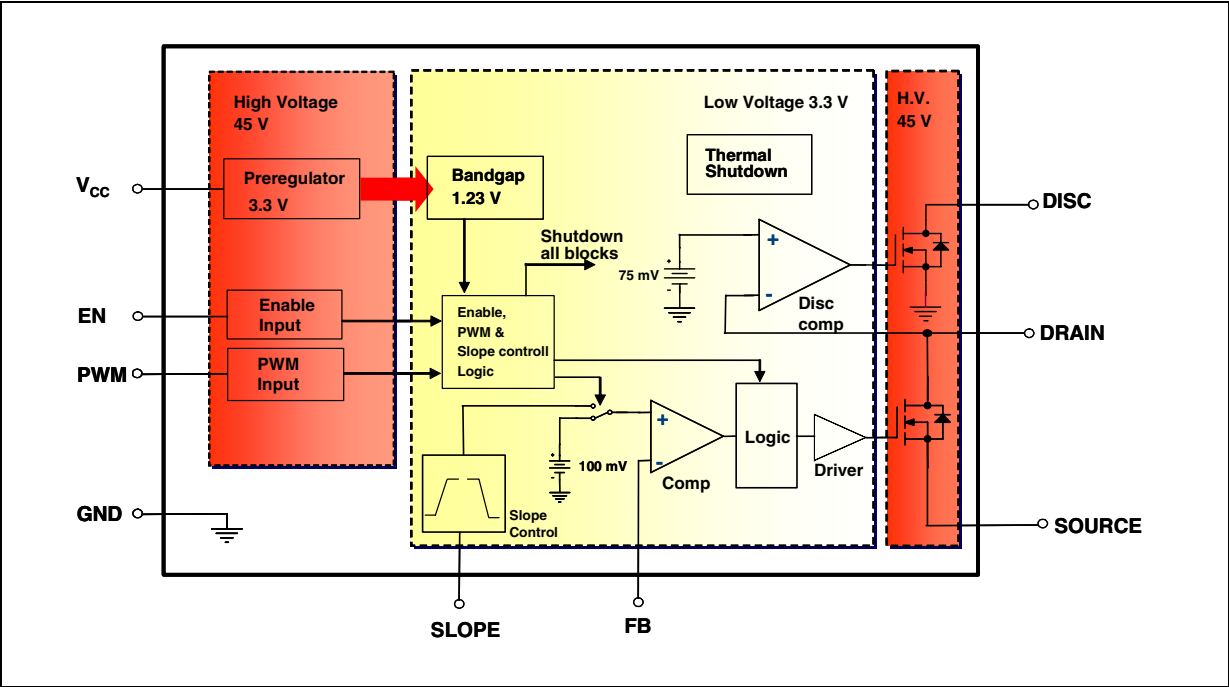 High Voltage
45 V
Low Voltage 3.3 V
H.V.
45 V
Thermal
Shutdown
VCC
Preregulator
3.3 V
Bandgap
1.23 V
DISC
Shutdown
all blocks
+
-
75 mV
+
-
Disc
comp
EN
Enable
Input
Enable,
PWM &
Slope controll
Logic
DRAIN
PWM
PWM
Input
+
-
100 mV
+
-
Comp
Logic
Driver
GND
Slope
Control
SOURCE
SLOPE
FB